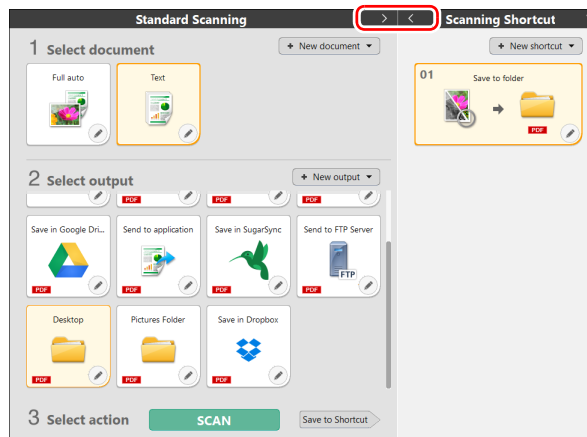 Standard Scanning
Scanning Shortcut
1 Select document
+ New document
Full auto
Text
2 Select output
+ New output
PDF
PDF
PDF
Save in Google Dri...
PDF
Send to application
PDF
Save in SugarSync
PDF
Send to FTP Server
FTP
PDF
Desktop
PDF
Pictures Folder
PDF
Save in Dropbox
PDF
3 Select action
SCAN
Save to Shortcut
+ New shortcut
01
Save to folder
PDF